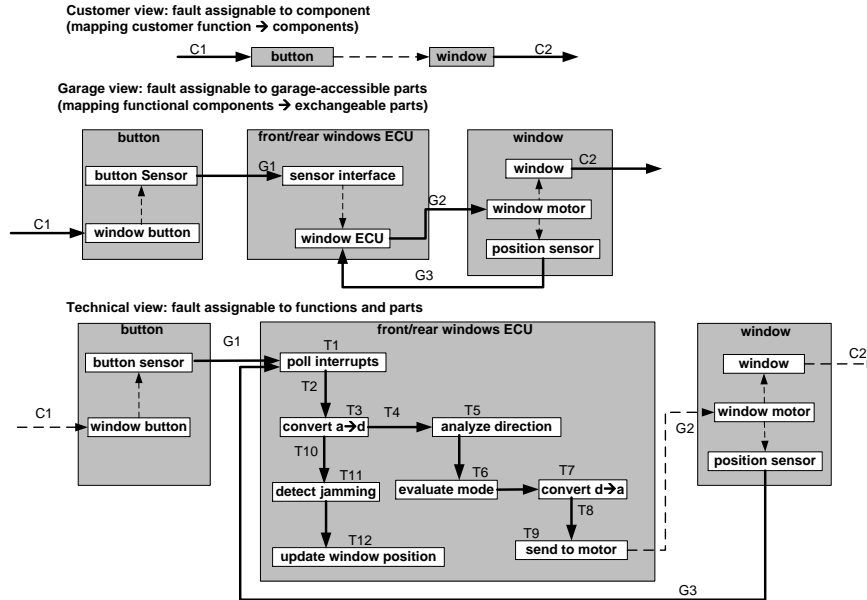 Customer view: fault assignable to component
(mapping customer function → components)
C1
button
window
C2
Garage view: fault assignable to garage-accessible parts
(mapping functional components → exchangeable parts)
button
front/rear windows ECU
window
button Sensor
G1
sensor interface
window
C2
C1
window button
window ECU
G2
window motor
position sensor
G3
Technical view: fault assignable to functions and parts
button
front/rear windows ECU
window
button sensor
G1
T1
poll interrupts
window
C2
T2
C1
window button
T3
convert a→d
T4
T5
analyze direction
window motor
G2
T10
T11
detect jamming
T6
evaluate mode
T7
convert d→a
position sensor
T8
T12
update window position
T9
send to motor
G3